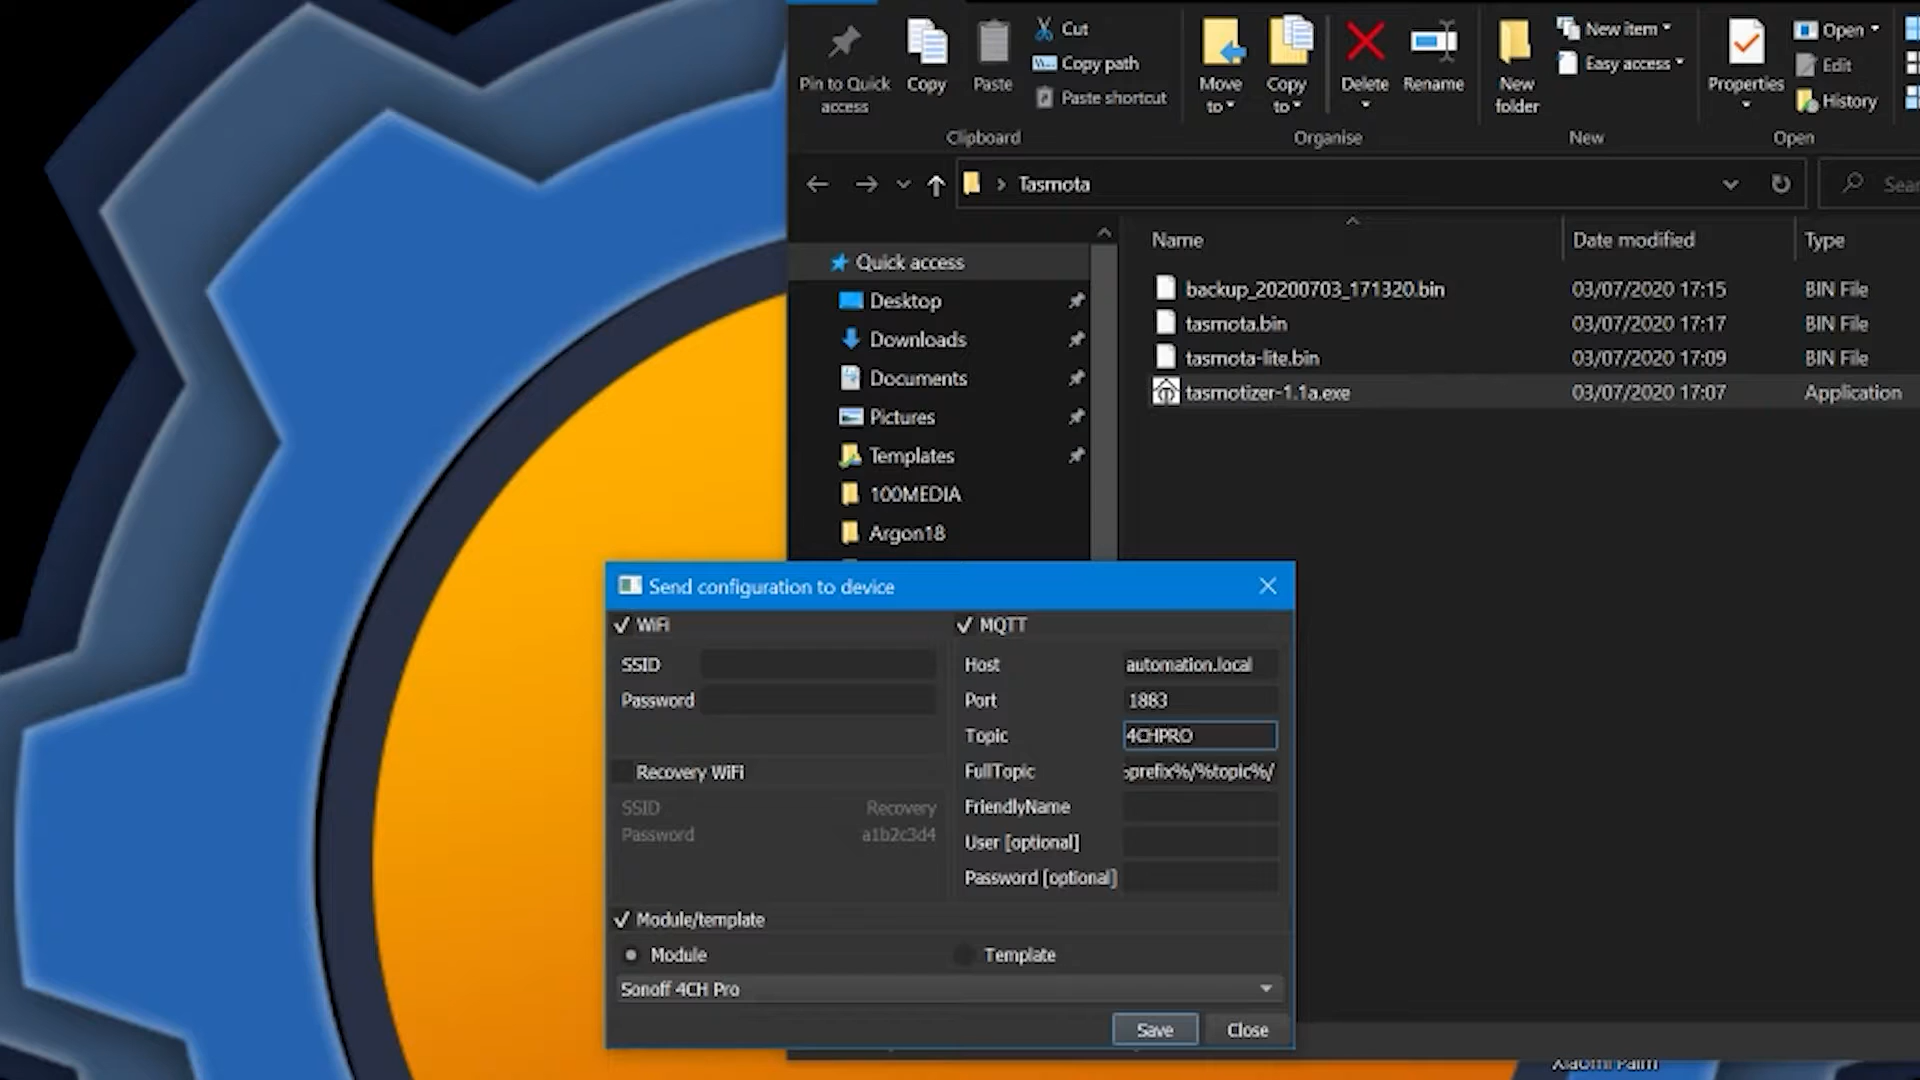 Pin to Quick access
Copy
Paste
Cut
Copy path
Paste shortcut
Clipboard
Move to
Copy to
Delete
Rename
Organise
New folder
New item
Easy access
New
Properties
Open
Edit
History
Open
Tasmota
Name
Date modified
Type
Quick access
Desktop
Downloads
Documents
Pictures
Templates
100MEDIA
Argon18
backup_20200703_171320.bin 03/07/2020 17:15 BIN File
tasmota.bin 03/07/2020 17:17 BIN File
tasmota-lite.bin 03/07/2020 17:09 BIN File
tasmotizer-1.1a.exe 03/07/2020 17:07 Application
Send configuration to device
WiFi
SSID
Password
Recovery WiFi
SSID Recovery
Password a1b2c3d4
MQTT
Host automation.local
Port 1883
Topic 4CHPRO
FullTopic prefix%/%topic%/
FriendlyName
User [optional]
Password [optional]
Module/template
Module
Template
Sonoff 4CH Pro
Save
Close